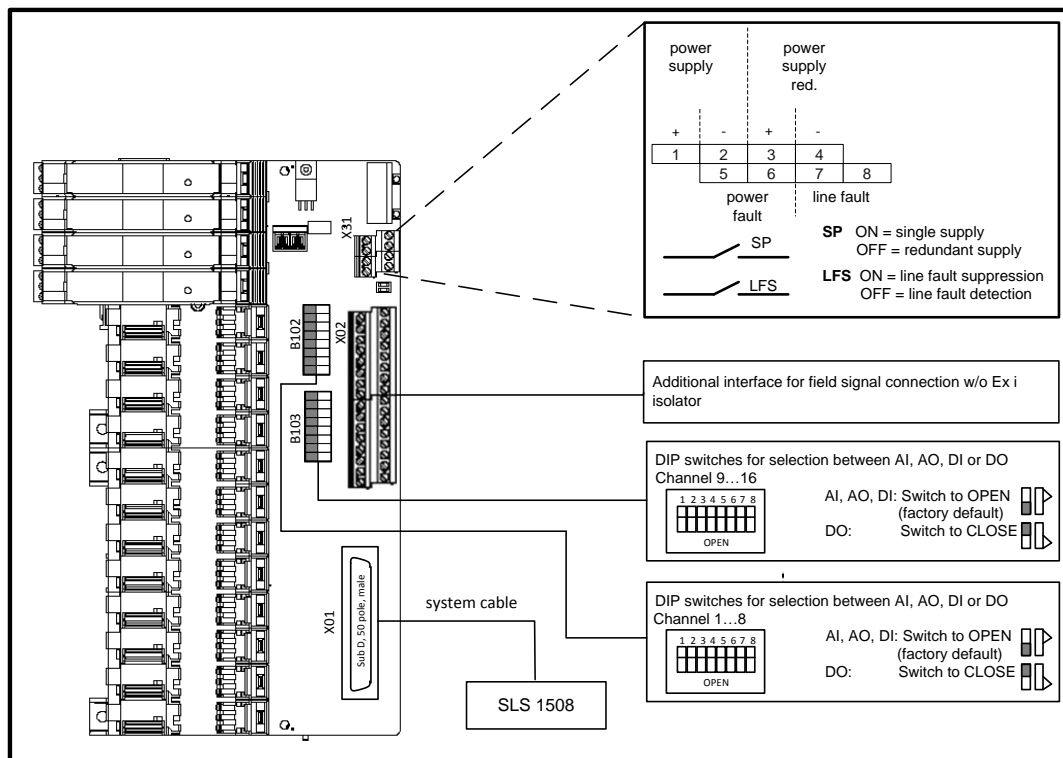 power
supply
power
supply
red.
+ - + -
1 2 3 4
5 6 7 8
power
fault
line fault
SP
SP ON = single supply
OFF = redundant supply
LFS
LFS ON = line fault suppression
OFF = line fault detection
X31
B102
X02
B103
Additional interface for field signal connection w/o Ex i
isolator
DIP switches for selection between AI, AO, DI or DO
Channel 9...16
1 2 3 4 5 6 7 8
OPEN
AI, AO, DI: Switch to OPEN
(factory default)
DO: Switch to CLOSE
X01
Sub D, 50 pole, male
system cable
SLS 1508
DIP switches for selection between AI, AO, DI or DO
Channel 1...8
1 2 3 4 5 6 7 8
OPEN
AI, AO, DI: Switch to OPEN
(factory default)
DO: Switch to CLOSE